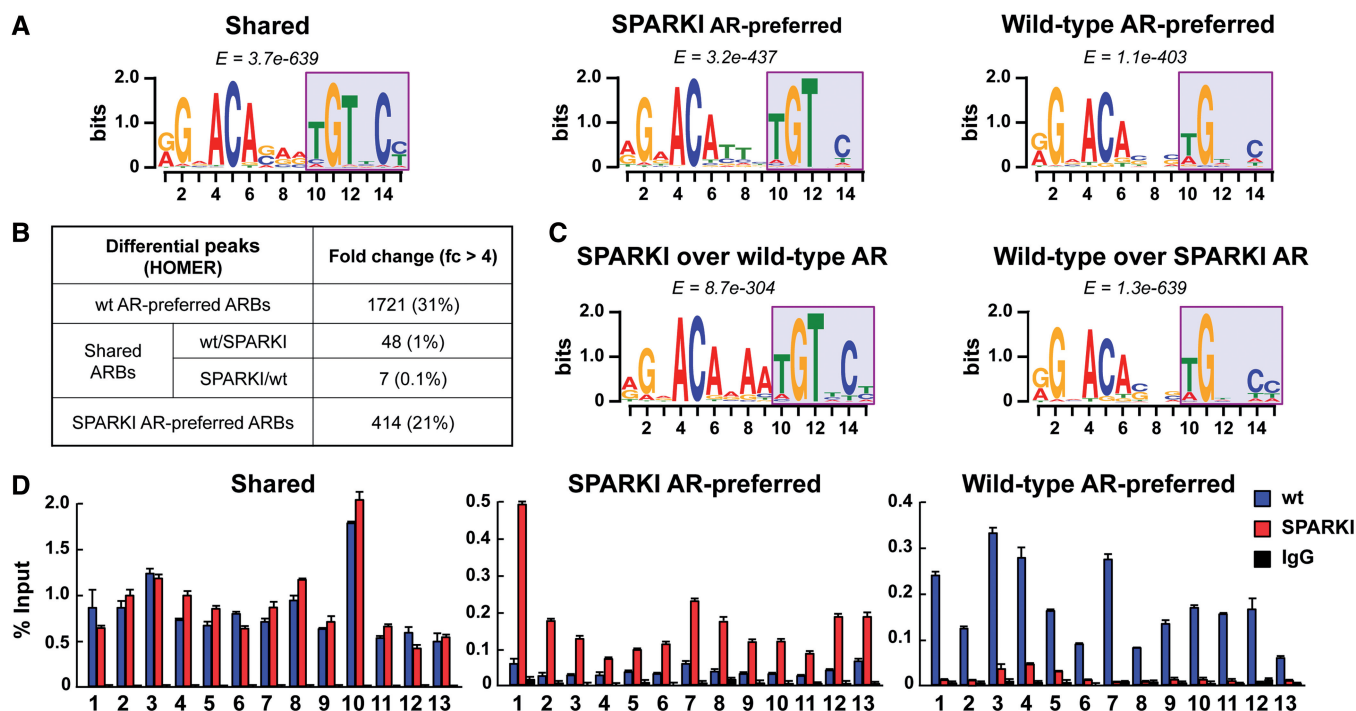 A
Shared
E = 3.7e-639
bits
2.0
1.0
0
2 4 6 8 10 12 14
SPARKI AR-preferred
E = 3.2e-437
bits
2.0
1.0
0
2 4 6 8 10 12 14
Wild-type AR-preferred
E = 1.1e-403
bits
2.0
1.0
0
2 4 6 8 10 12 14
B
Differential peaks
(HOMER)
Fold change (fc > 4)
wt AR-preferred ARBs
1721 (31%)
Shared
ARBs
wt/SPARKI
48 (1%)
SPARKI/wt
7 (0.1%)
SPARKI AR-preferred ARBs
414 (21%)
C
SPARKI over wild-type AR
E = 8.7e-304
bits
2.0
1.0
0
2 4 6 8 10 12 14
Wild-type over SPARKI AR
E = 1.3e-639
bits
2.0
1.0
0
2 4 6 8 10 12 14
D
Shared
% Input
2.0
1.5
1.0
0.5
0
1 2 3 4 5 6 7 8 9 10 11 12 13
SPARKI AR-preferred
0.5
0.4
0.3
0.2
0.1
0
1 2 3 4 5 6 7 8 9 10 11 12 13
Wild-type AR-preferred
0.4
0.3
0.2
0.1
0
1 2 3 4 5 6 7 8 9 10 11 12 13
wt
SPARKI
IgG